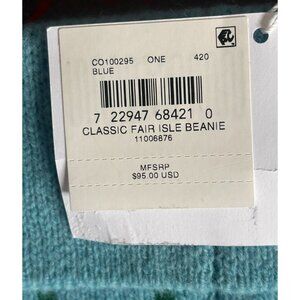 CO100295 ONE 420
BLUE
7 22947 68421 0
CLASSIC FAIR ISLE BEANIE
11006876
MFSRP
$95.00 USD